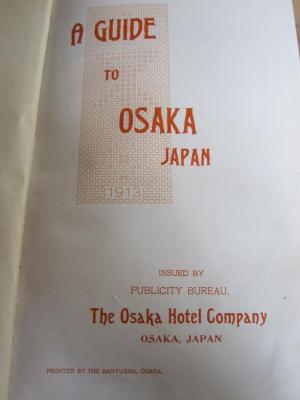 A GUIDE
TO
OSAKA
JAPAN
1913
ISSUED BY
PUBLICITY BUREAU,
The Osaka Hotel Company
OSAKA, JAPAN
PRINTED BY THE BANYUSHA, OSAKA.